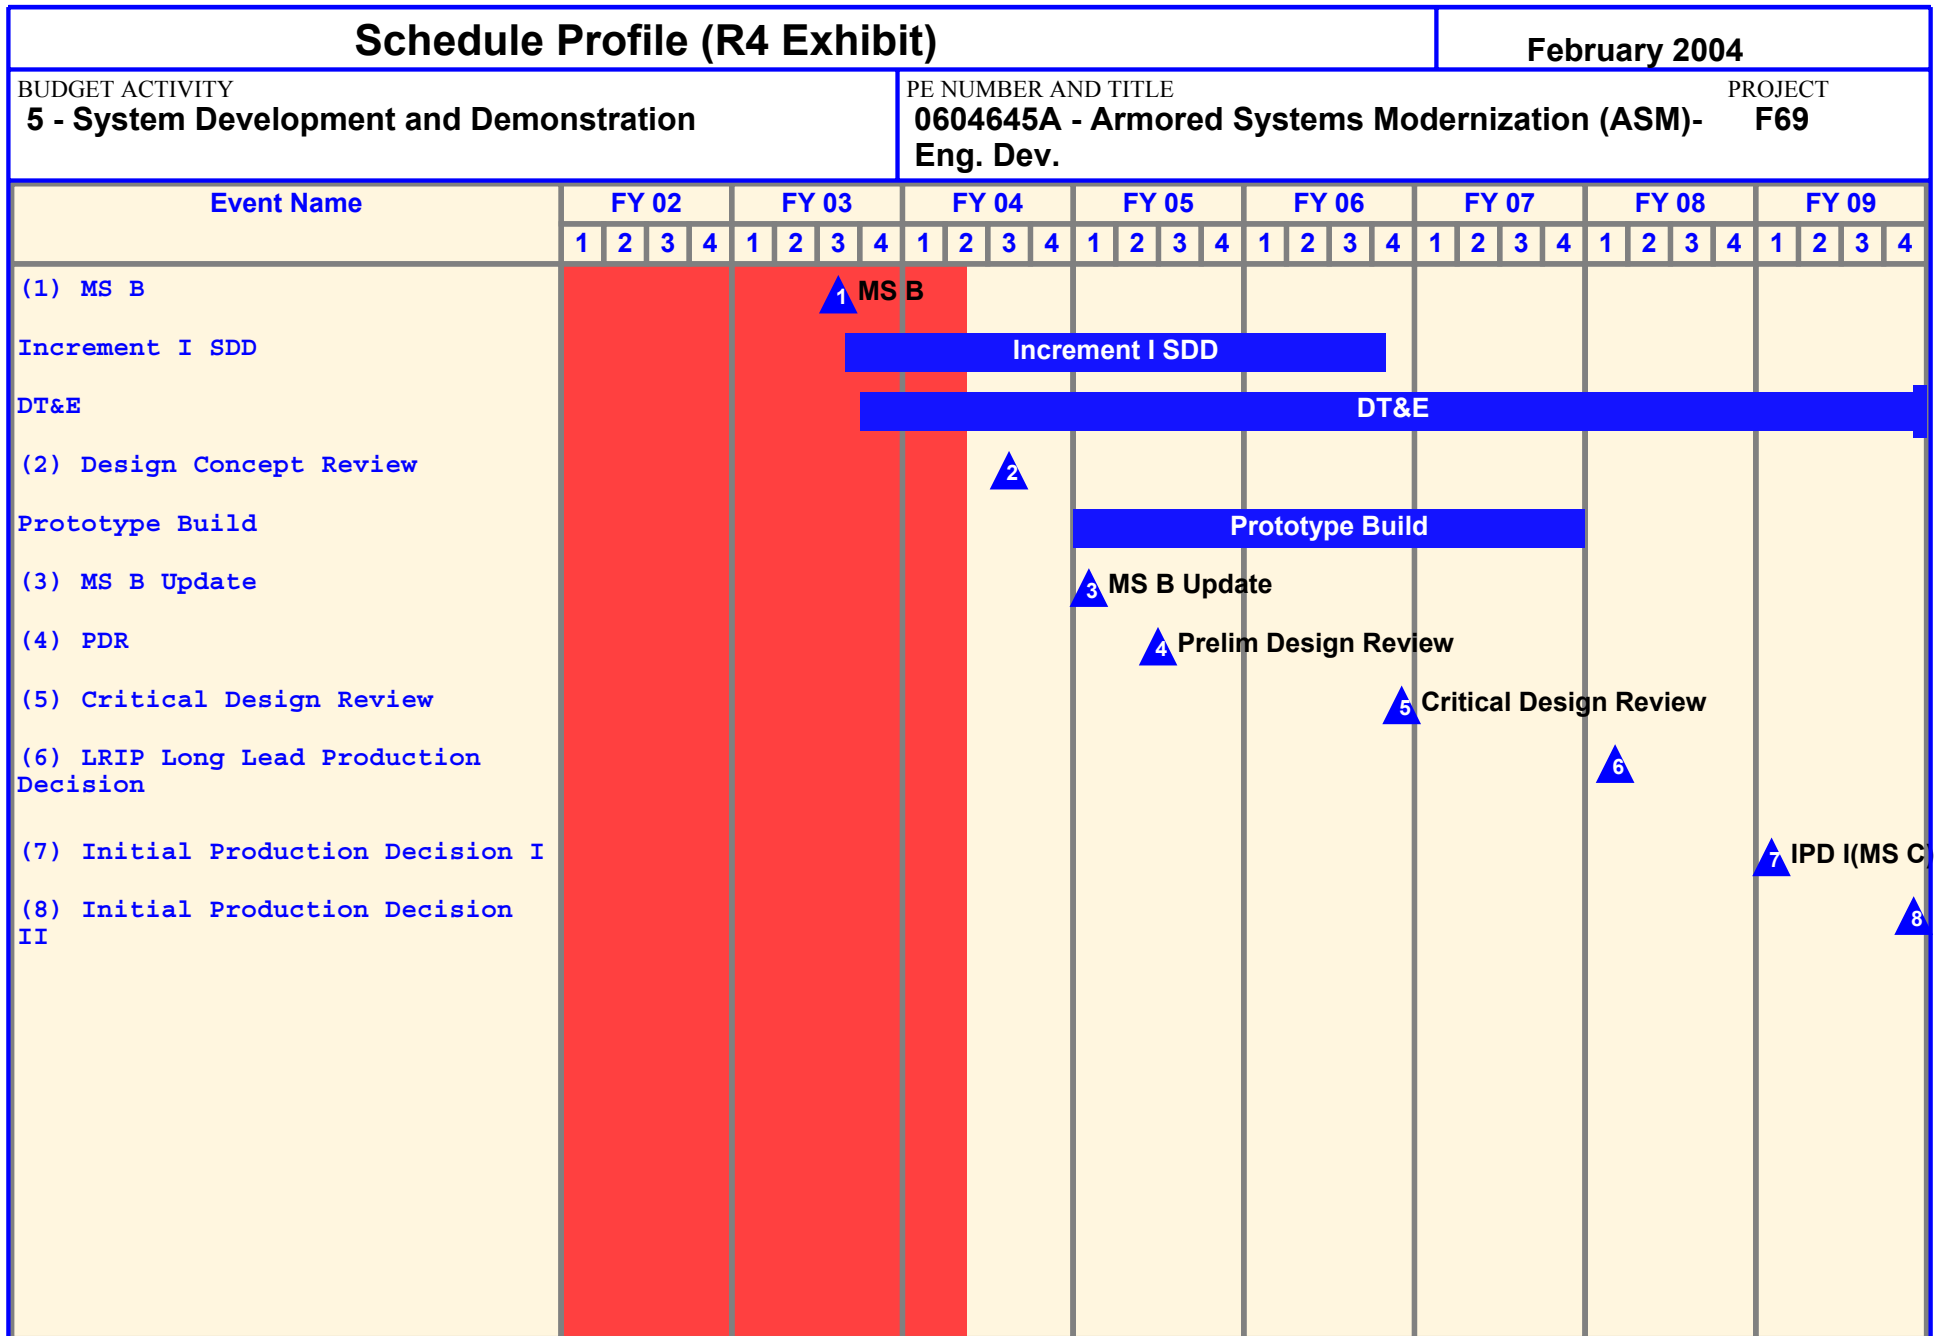 Schedule Profile (R4 Exhibit)
February 2004
BUDGET ACTIVITY
5 - System Development and Demonstration
PE NUMBER AND TITLE
PROJECT
0604645A - Armored Systems Modernization (ASM)-
F69
Eng. Dev.
Event Name
FY 02 FY 03 FY 04 FY 05 FY 06 FY 07 FY 08 FY 09
1 2 3 4 1 2 3 4 1 2 3 4 1 2 3 4 1 2 3 4 1 2 3 4 1 2 3 4 1 2 3 4
(1) MS B
1 MS B
Increment I SDD
Increment I SDD
DT&E
DT&E
(2) Design Concept Review
2
Prototype Build
Prototype Build
(3) MS B Update
3 MS B Update
(4) PDR
4 Prelim Design Review
(5) Critical Design Review
5 Critical Design Review
(6) LRIP Long Lead Production
Decision
6
(7) Initial Production Decision I
7 IPD I(MS C)
(8) Initial Production Decision
II
8